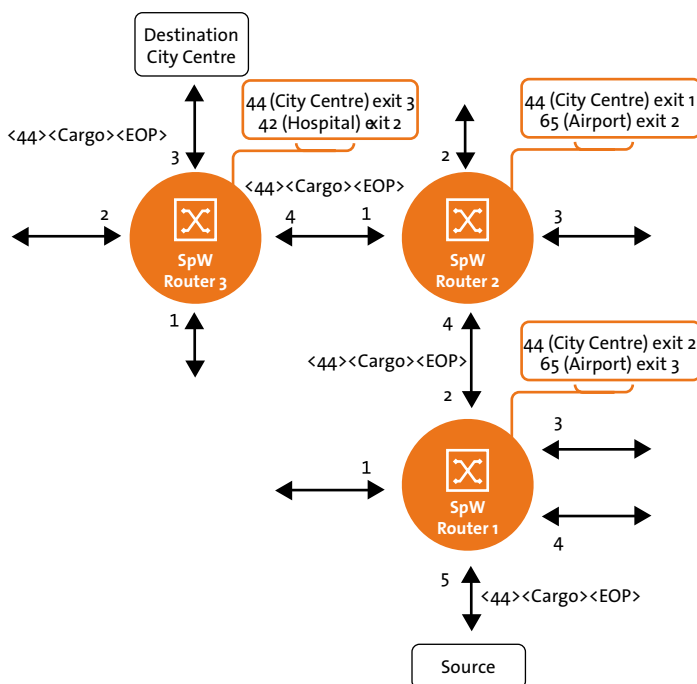 Destination
City Centre
44 (City Centre) exit 3
42 (Hospital) exit 2
44 (City Centre) exit 1
65 (Airport) exit 2
<44><Cargo><EOP>
3
2
<44><Cargo><EOP>
2
4
1
3
SpW
Router 3
SpW
Router 2
1
4
44 (City Centre) exit 2
65 (Airport) exit 3
<44><Cargo><EOP>
2
3
1
SpW
Router 1
4
5
<44><Cargo><EOP>
Source